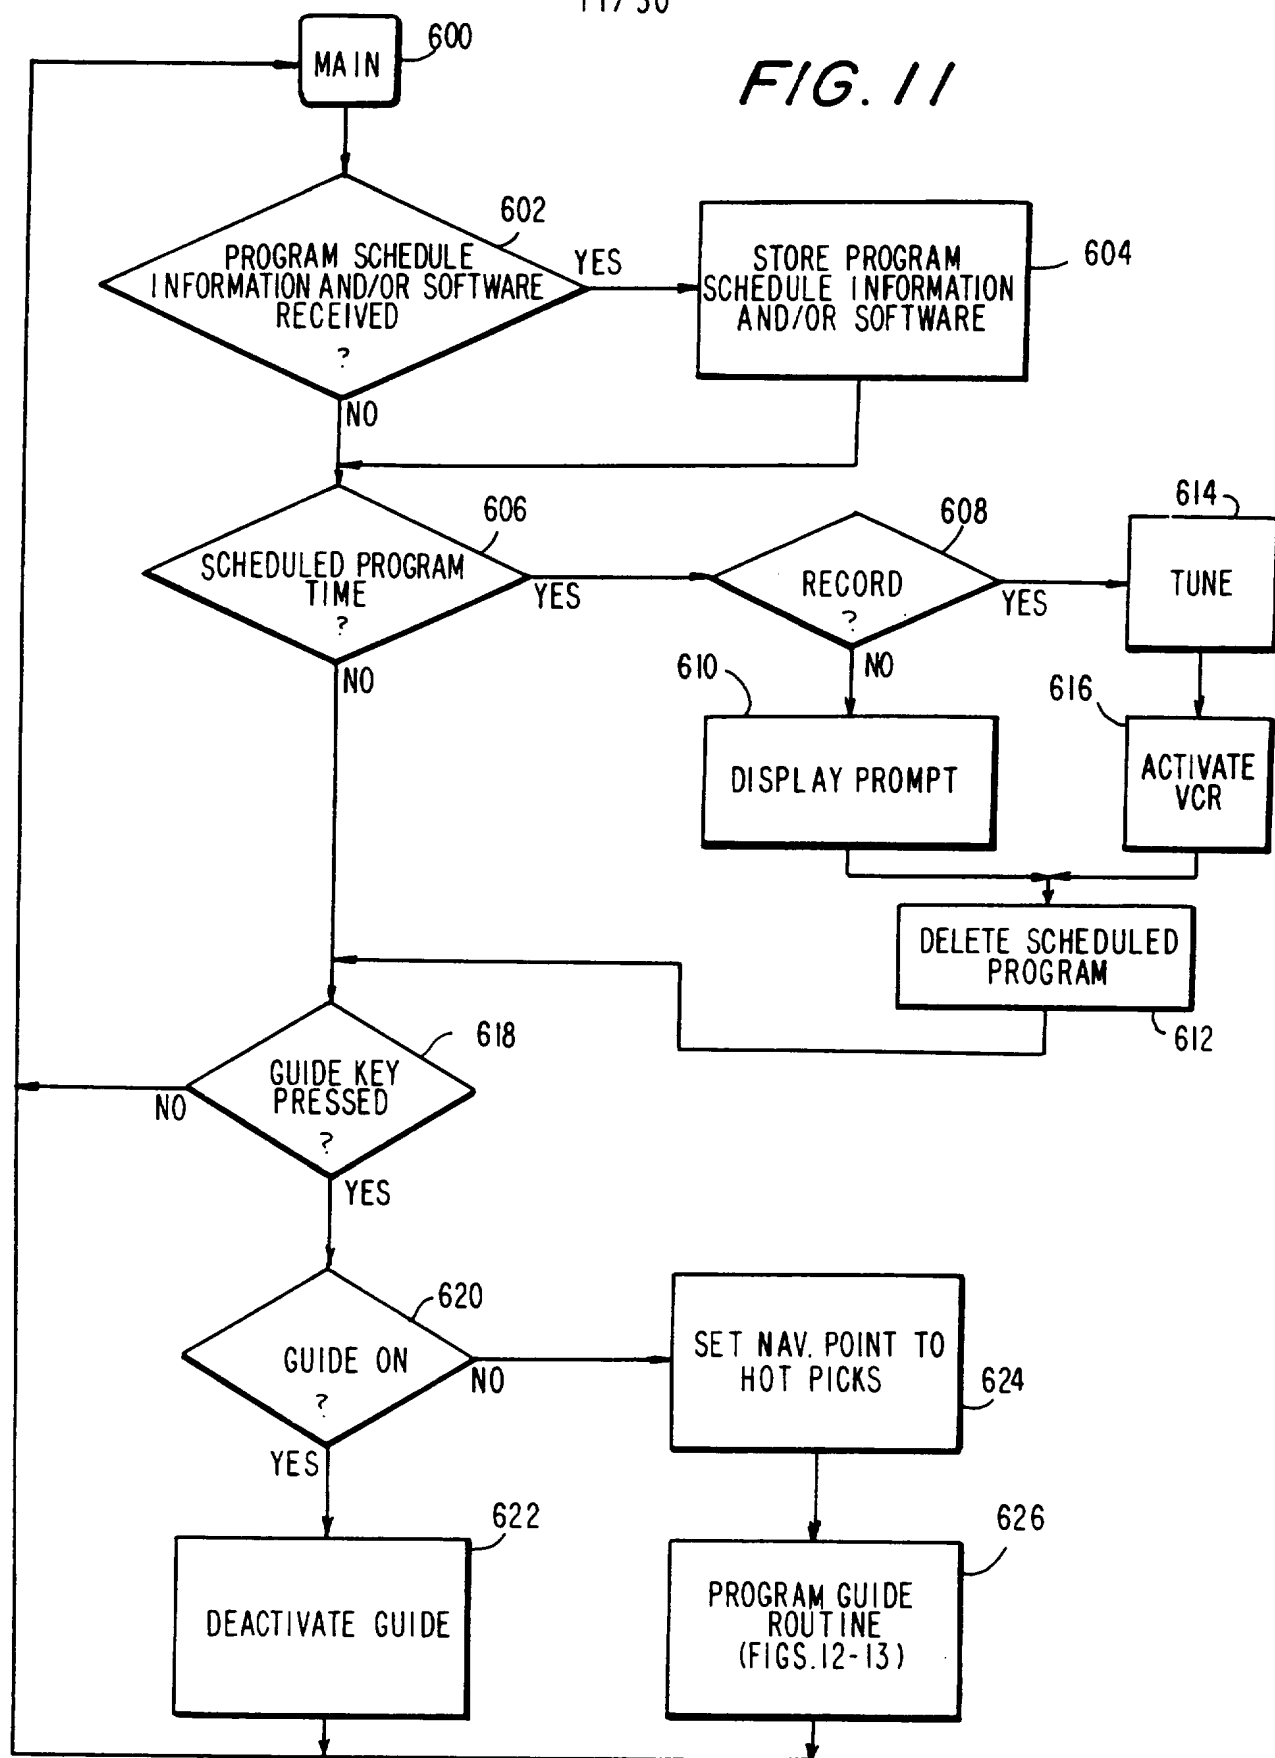 11/30
FIG. 11
MAIN
600
602
PROGRAM SCHEDULE
INFORMATION AND/OR SOFTWARE
RECEIVED
?
YES
NO
STORE PROGRAM
SCHEDULE INFORMATION
AND/OR SOFTWARE
604
606
SCHEDULED PROGRAM
TIME
?
YES
NO
608
RECORD
?
YES
NO
614
TUNE
610
DISPLAY PROMPT
616
ACTIVATE
VCR
DELETE SCHEDULED
PROGRAM
612
618
GUIDE KEY
PRESSED
?
NO
YES
620
GUIDE ON
?
NO
YES
SET NAV. POINT TO
HOT PICKS
624
622
DEACTIVATE GUIDE
626
PROGRAM GUIDE
ROUTINE
(FIGS.12-13)